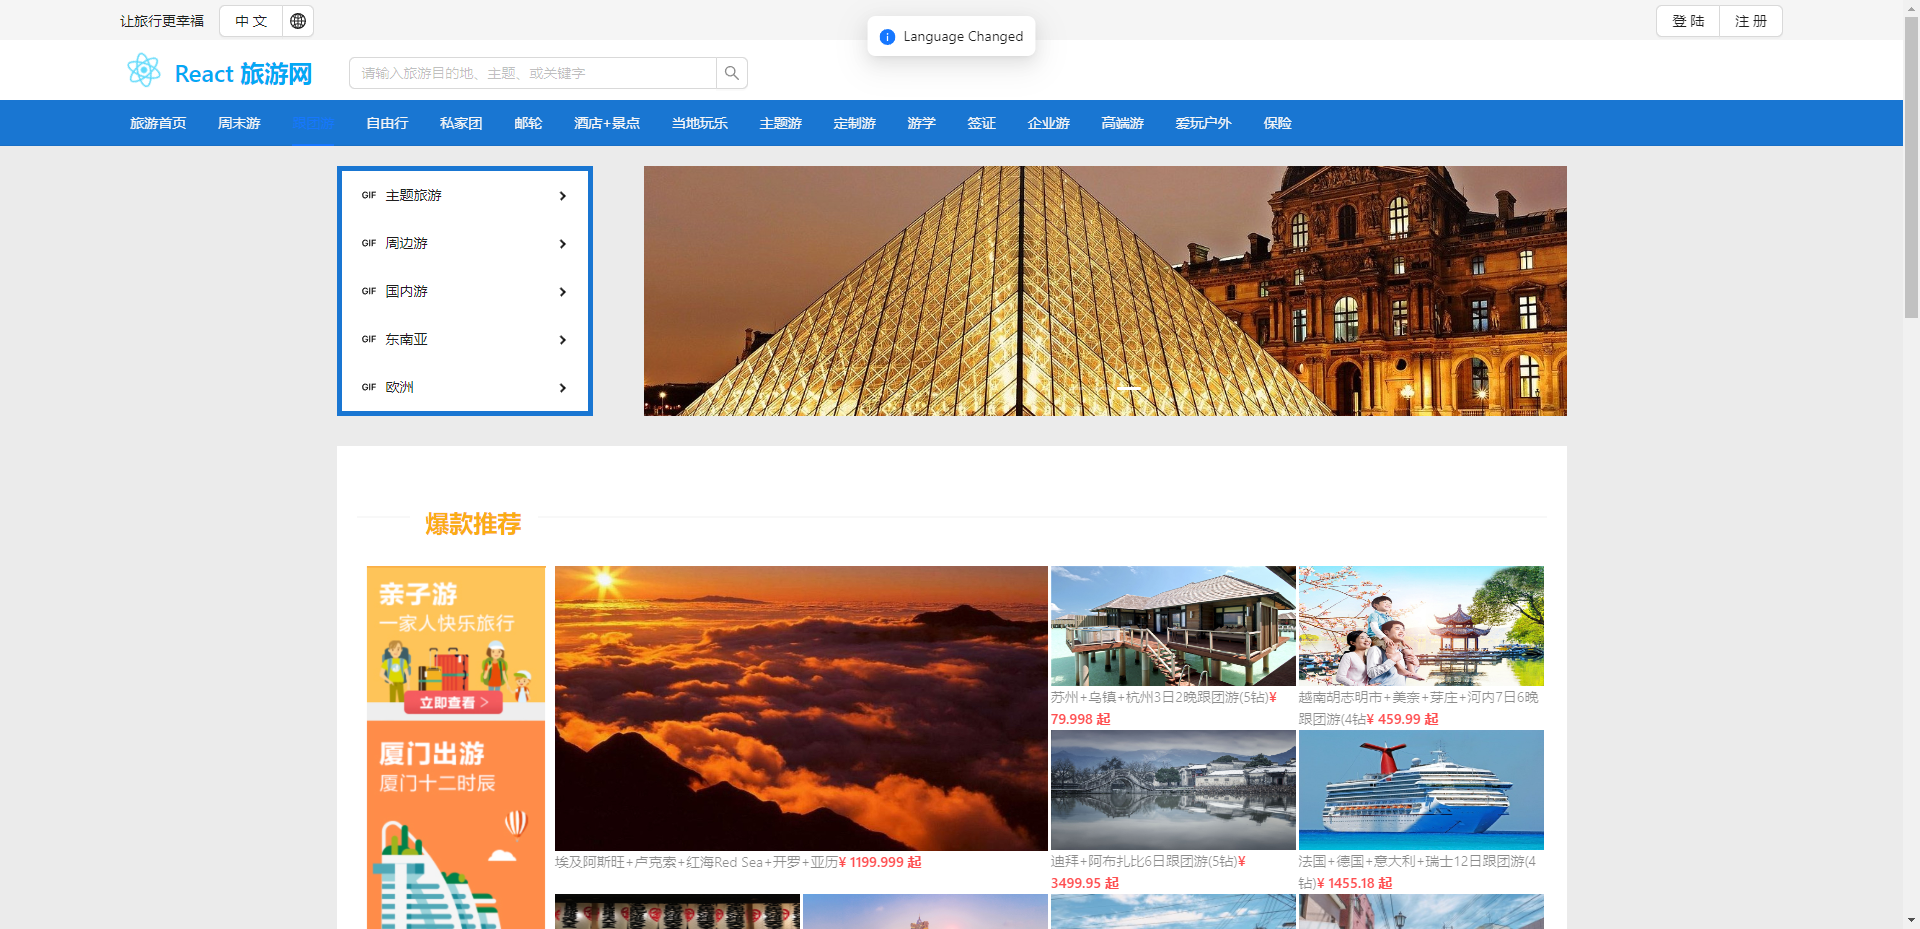 让旅行更幸福
中 文
Language Changed
登 陆
注 册
React 旅游网
请输入旅游目的地、主题、或关键字
旅游首页 周末游 跟团游 自由行 私家团 邮轮 酒店+景点 当地玩乐 主题游 定制游 游学 签证 企业游 高端游 爱玩户外 保险
GIF 主题旅游
GIF 周边游
GIF 国内游
GIF 东南亚
GIF 欧洲
爆款推荐
亲子游
一家人快乐旅行
立即查看 >
厦门出游
厦门十二时辰
埃及阿斯旺+卢克索+红海Red Sea+开罗+亚历¥ 1199.999 起
苏州+乌镇+杭州3日2晚跟团游(5钻)¥
79.998 起
越南胡志明市+美奈+芽庄+河内7日6晚
跟团游(4钻¥ 459.99 起
迪拜+阿布扎比6日跟团游(5钻)¥
3499.95 起
法国+德国+意大利+瑞士12日跟团游(4
钻)¥ 1455.18 起